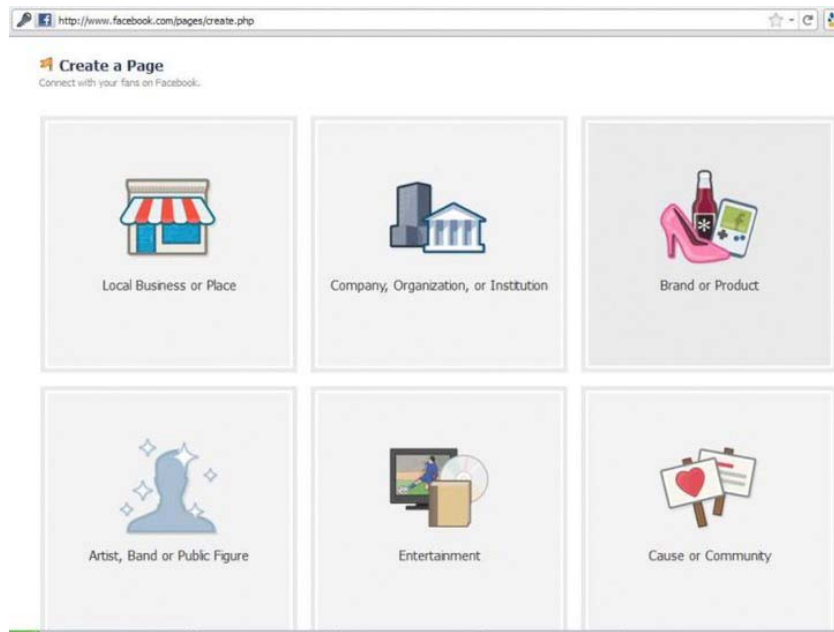 http://www.facebook.com/pages/create.php
Create a Page
Connect with your fans on Facebook.
Local Business or Place
Company, Organization, or Institution
Brand or Product
Artist, Band or Public Figure
Entertainment
Cause or Community